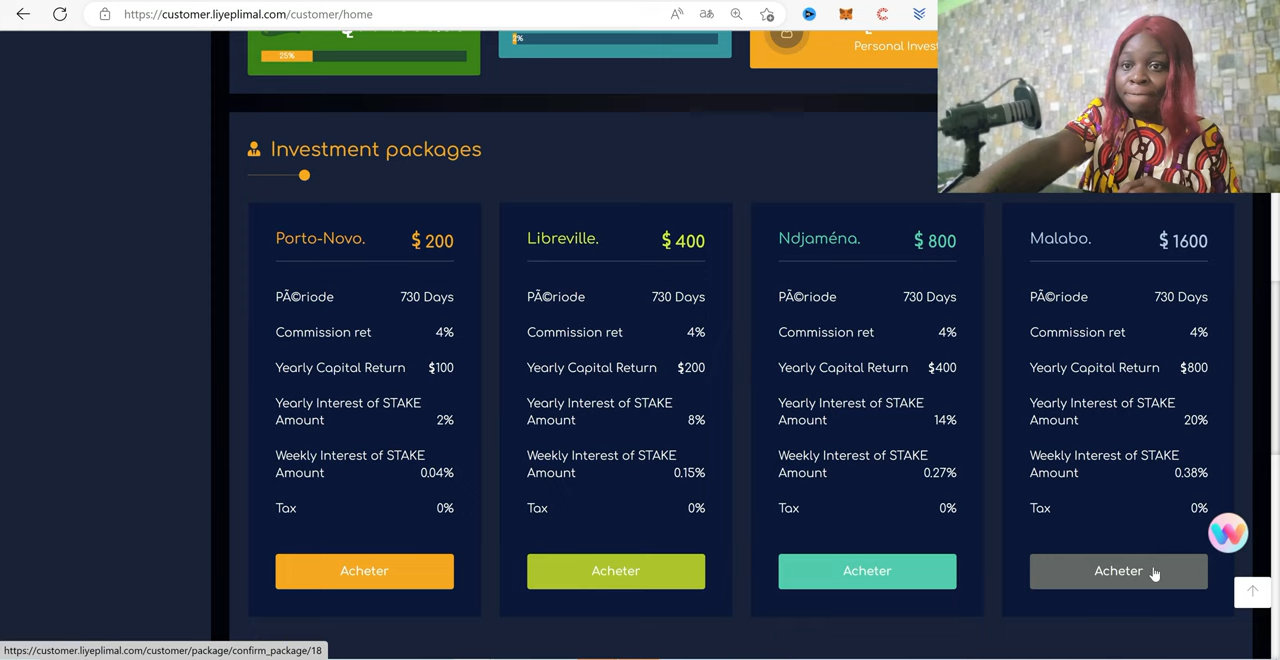 https://customer.liyeplimal.com/customer/home
25%
%
Personal Invest
Investment packages
Porto-Novo. $ 200
PÃ©riode 730 Days
Commission ret 4%
Yearly Capital Return $100
Yearly Interest of STAKE
Amount 2%
Weekly Interest of STAKE
Amount 0.04%
Tax 0%
Acheter
Libreville. $ 400
PÃ©riode 730 Days
Commission ret 4%
Yearly Capital Return $200
Yearly Interest of STAKE
Amount 8%
Weekly Interest of STAKE
Amount 0.15%
Tax 0%
Acheter
Ndjaména. $ 800
PÃ©riode 730 Days
Commission ret 4%
Yearly Capital Return $400
Yearly Interest of STAKE
Amount 14%
Weekly Interest of STAKE
Amount 0.27%
Tax 0%
Acheter
Malabo. $ 1600
PÃ©riode 730 Days
Commission ret 4%
Yearly Capital Return $800
Yearly Interest of STAKE
Amount 20%
Weekly Interest of STAKE
Amount 0.38%
Tax 0%
Acheter
https://customer.liyeplimal.com/customer/package/confirm_package/18